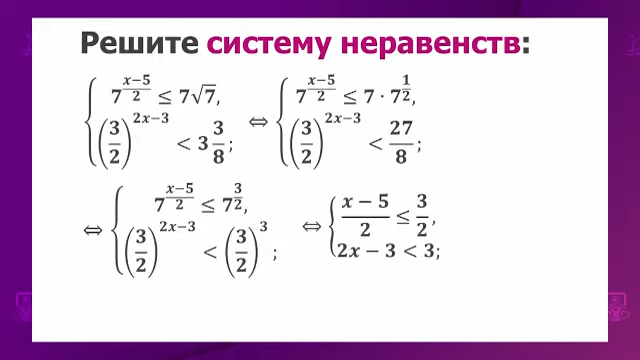 Решите систему неравенств:
{ 7^((x−5)/2) ≤ 7√7, ⇔ { 7^((x−5)/2) ≤ 7 · 7^(1/2),
(3/2)^(2x−3) < 3 3/8; (3/2)^(2x−3) < 27/8;
⇔ { 7^((x−5)/2) ≤ 7^(3/2), ⇔ { (x − 5)/2 ≤ 3/2,
(3/2)^(2x−3) < (3/2)^3 ; 2x − 3 < 3;